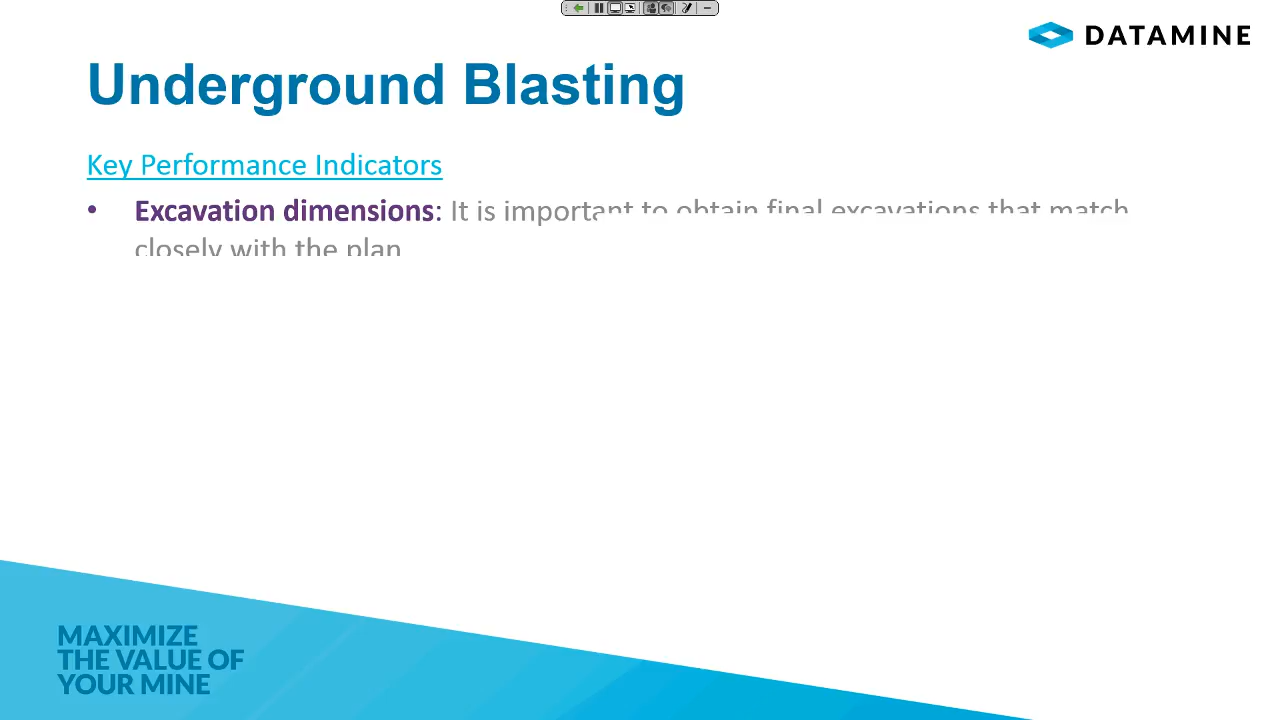 DATAMINE
Underground Blasting
Key Performance Indicators
• Excavation dimensions: It is important to obtain final excavations that match
closely with the plan
MAXIMIZE
THE VALUE OF
YOUR MINE